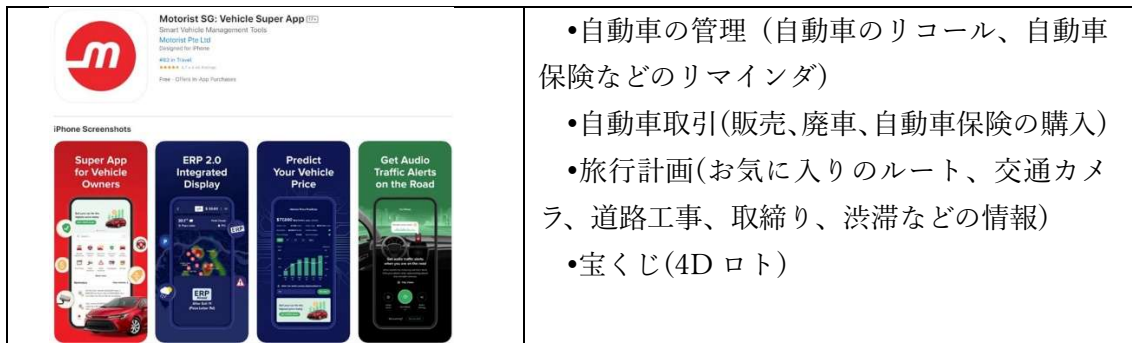 Motorist SG: Vehicle Super App 17+
Smart Vehicle Management Tools
Motorist Pte Ltd
Designed for iPhone
Free · Offers In-App Purchases
iPhone Screenshots
Super App
for Vehicle
Owners
ERP 2.0
Integrated
Display
ERP
ERP
Predict
Your Vehicle
Price
Get Audio
Traffic Alerts
on the Road
•自動車の管理（自動車のリコール、自動車
保険などのリマインダ)
•自動車取引(販売、廃車、自動車保険の購入)
•旅行計画(お気に入りのルート、交通カメ
ラ、道路工事、取締り、渋滞などの情報)
•宝くじ(4D ロト)